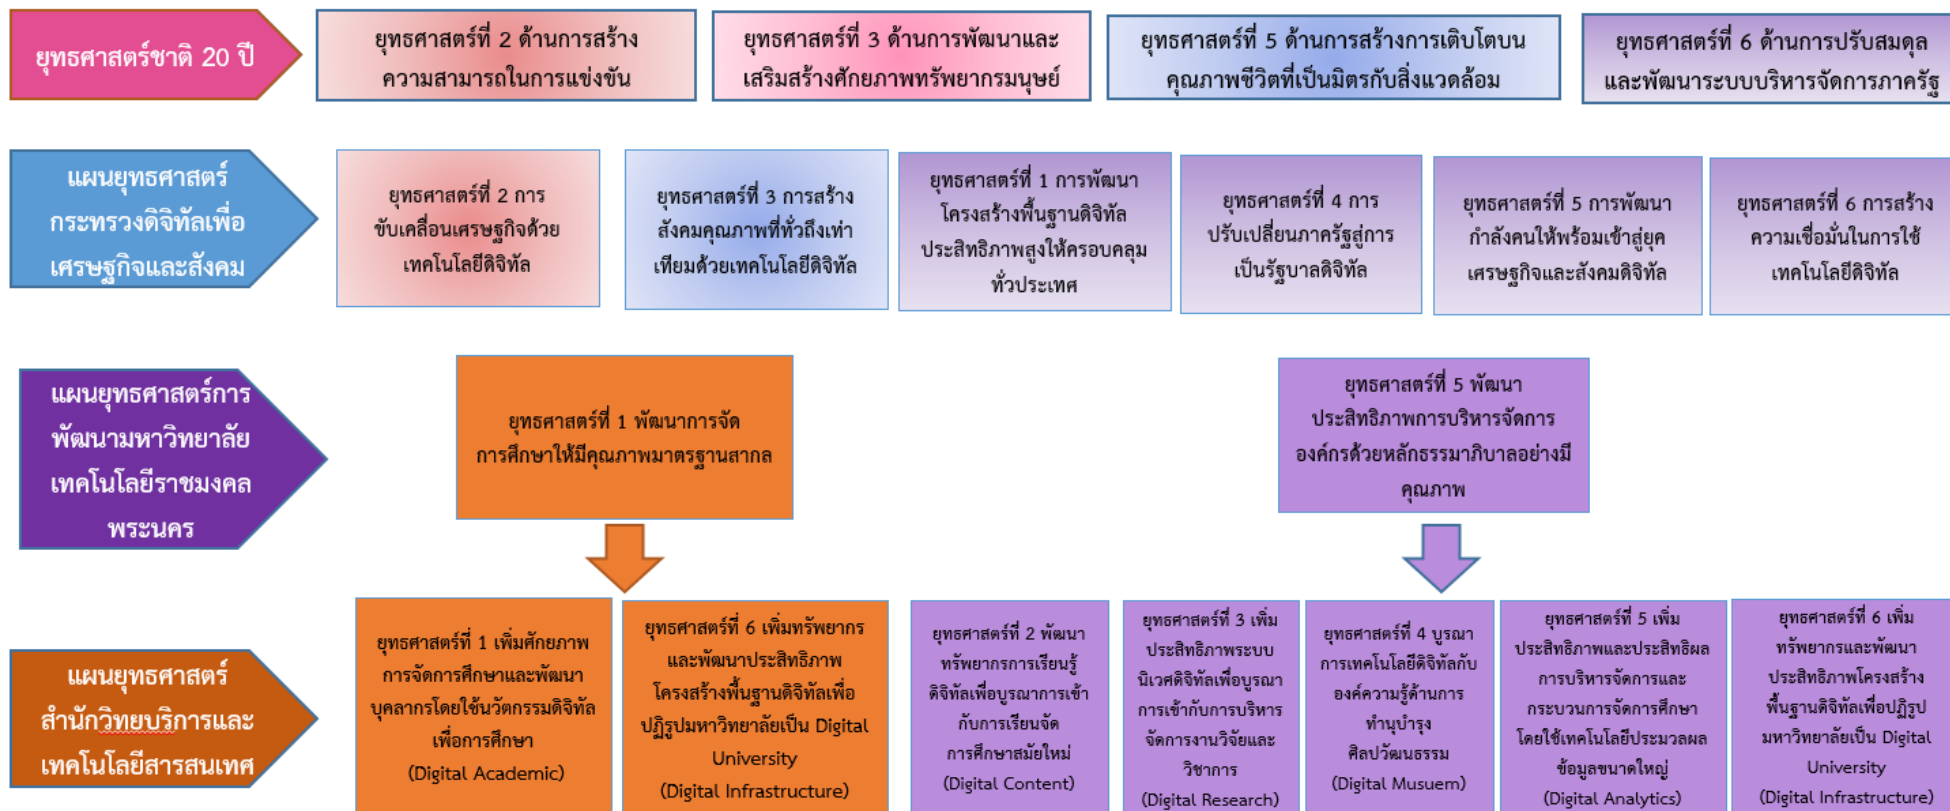 ยุทธศาสตร์ชาติ 20 ปี
ยุทธศาสตร์ที่ 2 ด้านการสร้าง
ความสามารถในการแข่งขัน
ยุทธศาสตร์ที่ 3 ด้านการพัฒนาและ
เสริมสร้างศักยภาพทรัพยากรมนุษย์
ยุทธศาสตร์ที่ 5 ด้านการสร้างการเติบโตบน
คุณภาพชีวิตที่เป็นมิตรกับสิ่งแวดล้อม
ยุทธศาสตร์ที่ 6 ด้านการปรับสมดุล
และพัฒนาระบบบริหารจัดการภาครัฐ
แผนยุทธศาสตร์
กระทรวงดิจิทัลเพื่อ
เศรษฐกิจและสังคม
ยุทธศาสตร์ที่ 2 การ
ขับเคลื่อนเศรษฐกิจด้วย
เทคโนโลยีดิจิทัล
ยุทธศาสตร์ที่ 3 การสร้าง
สังคมคุณภาพที่ทั่วถึงเท่า
เทียมด้วยเทคโนโลยีดิจิทัล
ยุทธศาสตร์ที่ 1 การพัฒนา
โครงสร้างพื้นฐานดิจิทัล
ประสิทธิภาพสูงให้ครอบคลุม
ทั่วประเทศ
ยุทธศาสตร์ที่ 4 การ
ปรับเปลี่ยนภาครัฐสู่การ
เป็นรัฐบาลดิจิทัล
ยุทธศาสตร์ที่ 5 การพัฒนา
กำลังคนให้พร้อมเข้าสู่ยุค
เศรษฐกิจและสังคมดิจิทัล
ยุทธศาสตร์ที่ 6 การสร้าง
ความเชื่อมั่นในการใช้
เทคโนโลยีดิจิทัล
แผนยุทธศาสตร์การ
พัฒนามหาวิทยาลัย
เทคโนโลยีราชมงคล
พระนคร
ยุทธศาสตร์ที่ 1 พัฒนาการจัด
การศึกษาให้มีคุณภาพมาตรฐานสากล
ยุทธศาสตร์ที่ 5 พัฒนา
ประสิทธิภาพการบริหารจัดการ
องค์กรด้วยหลักธรรมาภิบาลอย่างมี
คุณภาพ
แผนยุทธศาสตร์
สำนักวิทยบริการและ
เทคโนโลยีสารสนเทศ
ยุทธศาสตร์ที่ 1 เพิ่มศักยภาพ
การจัดการศึกษาและพัฒนา
บุคลากรโดยใช้นวัตกรรมดิจิทัล
เพื่อการศึกษา
(Digital Academic)
ยุทธศาสตร์ที่ 6 เพิ่มทรัพยากร
และพัฒนาประสิทธิภาพ
โครงสร้างพื้นฐานดิจิทัลเพื่อ
ปฏิรูปมหาวิทยาลัยเป็น Digital
University
(Digital Infrastructure)
ยุทธศาสตร์ที่ 2 พัฒนา
ทรัพยากรการเรียนรู้
ดิจิทัลเพื่อบูรณาการเข้า
กับการเรียนจัด
การศึกษาสมัยใหม่
(Digital Content)
ยุทธศาสตร์ที่ 3 เพิ่ม
ประสิทธิภาพระบบ
นิเวศดิจิทัลเพื่อบูรณา
การเข้ากับการบริหาร
จัดการงานวิจัยและ
วิชาการ
(Digital Research)
ยุทธศาสตร์ที่ 4 บูรณา
การเทคโนโลยีดิจิทัลกับ
องค์ความรู้ด้านการ
ทำนุบำรุง
ศิลปวัฒนธรรม
(Digital Musuem)
ยุทธศาสตร์ที่ 5 เพิ่ม
ประสิทธิภาพและประสิทธิผล
การบริหารจัดการและ
กระบวนการจัดการศึกษา
โดยใช้เทคโนโลยีประมวลผล
ข้อมูลขนาดใหญ่
(Digital Analytics)
ยุทธศาสตร์ที่ 6 เพิ่ม
ทรัพยากรและพัฒนา
ประสิทธิภาพโครงสร้าง
พื้นฐานดิจิทัลเพื่อปฏิรูป
มหาวิทยาลัยเป็น Digital
University
(Digital Infrastructure)